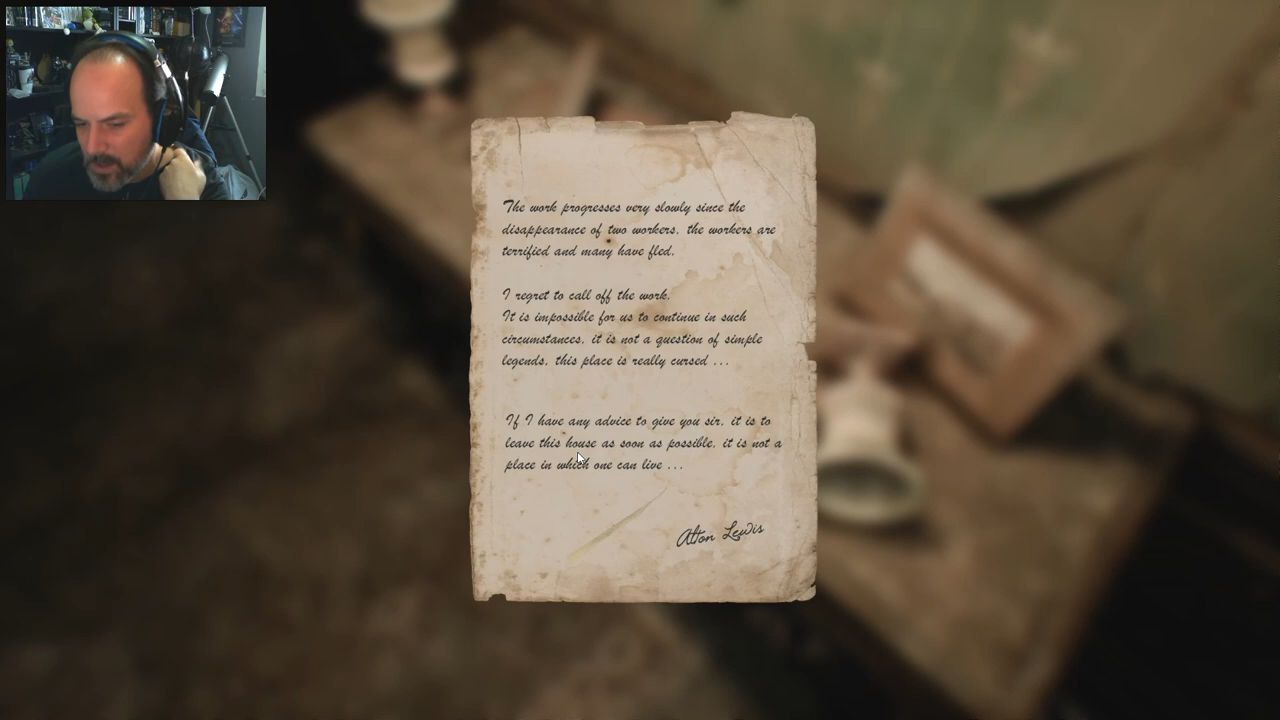 The work progresses very slowly since the
disappearance of two workers. the workers are
terrified and many have fled.
I regret to call off the work.
It is impossible for us to continue in such
circumstances. it is not a question of simple
legends. this place is really cursed ...
If I have any advice to give you sir. it is to
leave this house as soon as possible. it is not a
place in which one can live ...
Alton Lewis